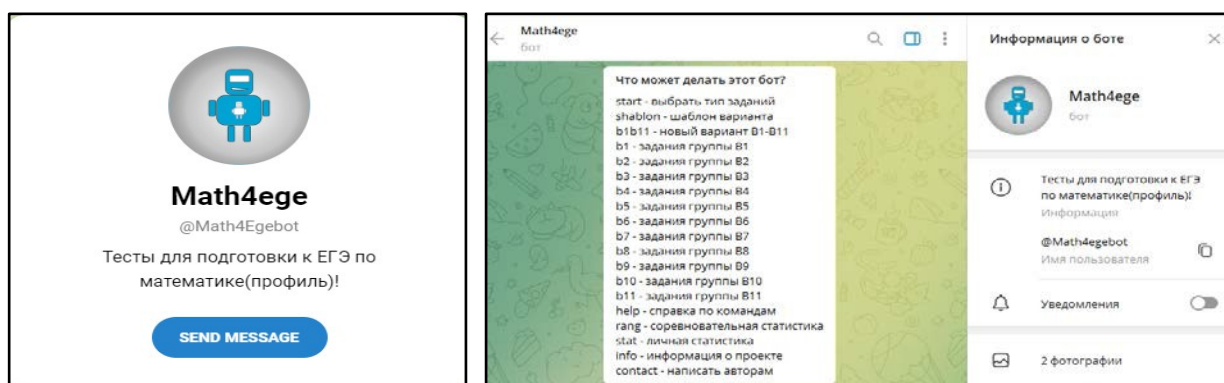 Math4ege
@Math4Egebot
Тесты для подготовки к ЕГЭ по
математике(профиль)!
SEND MESSAGE
Math4ege
бот
Что может делать этот бот?
start - выбрать тип заданий
shablon - шаблон варианта
b1b11 - новый вариант B1-B11
b1 - задания группы B1
b2 - задания группы B2
b3 - задания группы B3
b4 - задания группы B4
b5 - задания группы B5
b6 - задания группы B6
b7 - задания группы B7
b8 - задания группы B8
b9 - задания группы B9
b10 - задания группы B10
b11 - задания группы B11
help - справка по командам
rang - соревновательная статистика
stat - личная статистика
info - информация о проекте
contact - написать авторам
Информация о боте
Math4ege
бот
Тесты для подготовки к ЕГЭ
по математике(профиль)!
Информация
@Math4egebot
Имя пользователя
Уведомления
2 фотографии